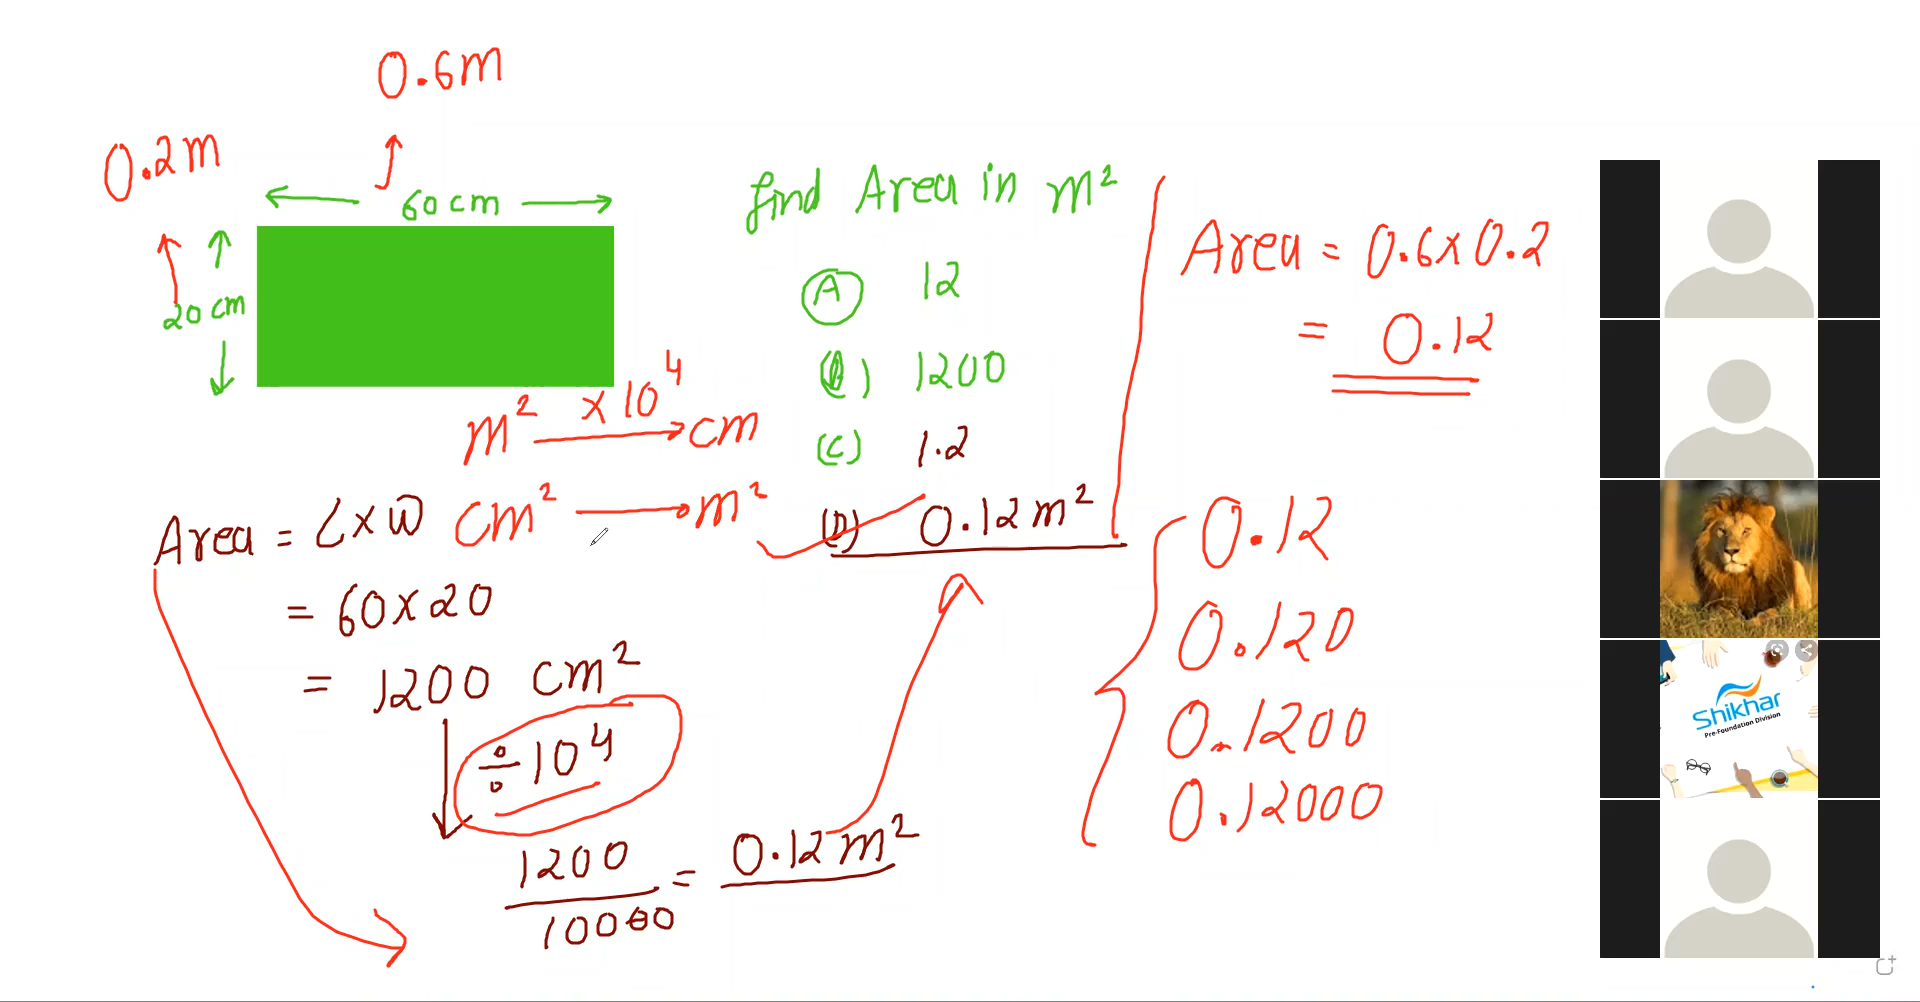 0.6m
0.2m
60 cm
20 cm
find Area in m²
A 12
() 1200
(C) 1.2
(D) 0.12 m²
m² × 10⁴ → cm
cm² → m²
Area = L × W
= 60 × 20
= 1200 cm²
÷ 10⁴
1200
10000
= 0.12 m²
Area = 0.6 × 0.2
= 0.12
0.12
0.120
0.1200
0.12000
Shikhar
Pre-Foundation Division